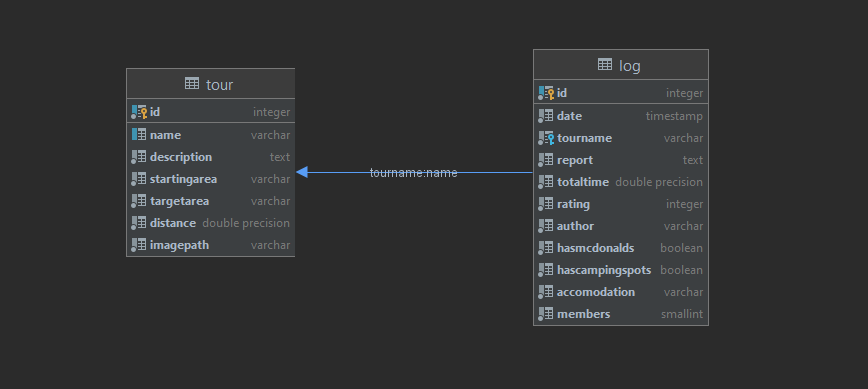 tour
id integer
name varchar
description text
startingarea varchar
targetarea varchar
distance double precision
imagepath varchar
tourname:name
log
id integer
date timestamp
tourname varchar
report text
totaltime double precision
rating integer
author varchar
hasmcdonalds boolean
hascampingspots boolean
accomodation varchar
members smallint